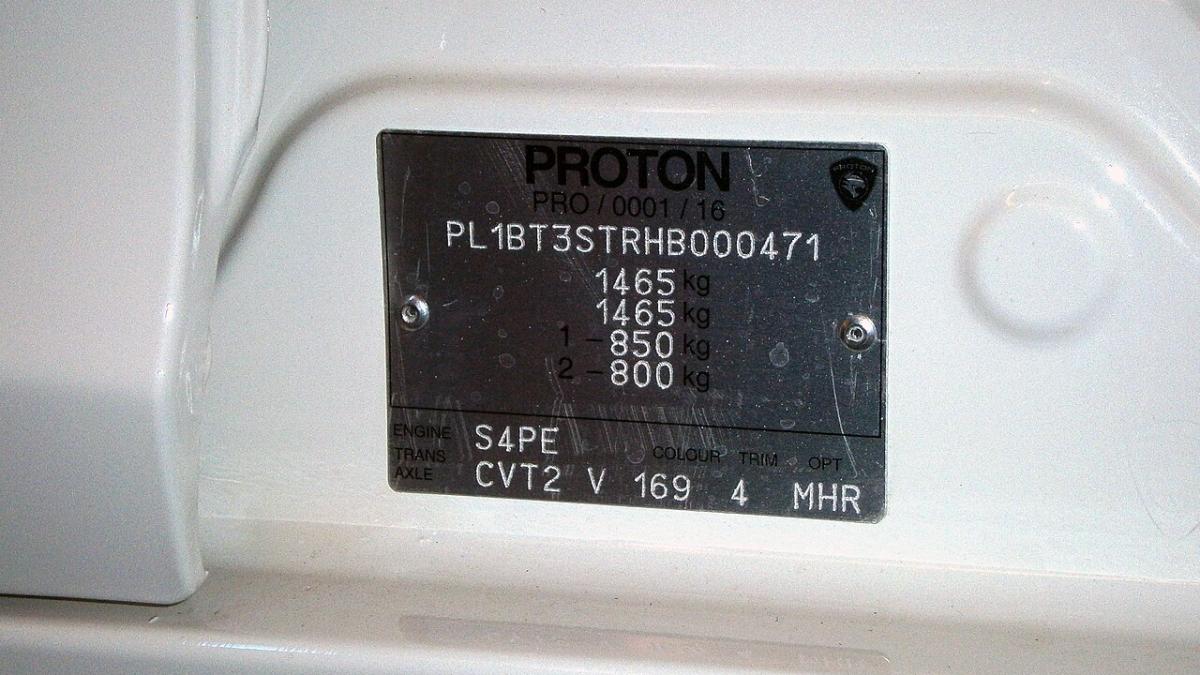 PROTON
PROTON
PRO / 0001 / 16
PL1BT3STRHB000471
1465 kg
1465 kg
1 - 850 kg
2 - 800 kg
ENGINE S4PE
COLOUR TRIM OPT
TRANS AXLE CVT2 V 169 4 MHR